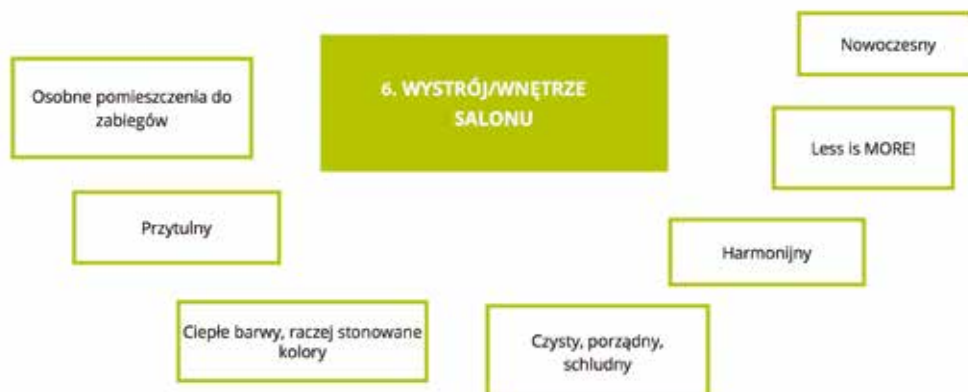 6. WYSTRÓJ/WNĘTRZE
SALONU
Osobne pomieszczenia do
zabiegów
Przytulny
Ciepłe barwy, raczej stonowane
kolory
Czysty, porządny,
schludny
Harmonijny
Less is MORE!
Nowoczesny